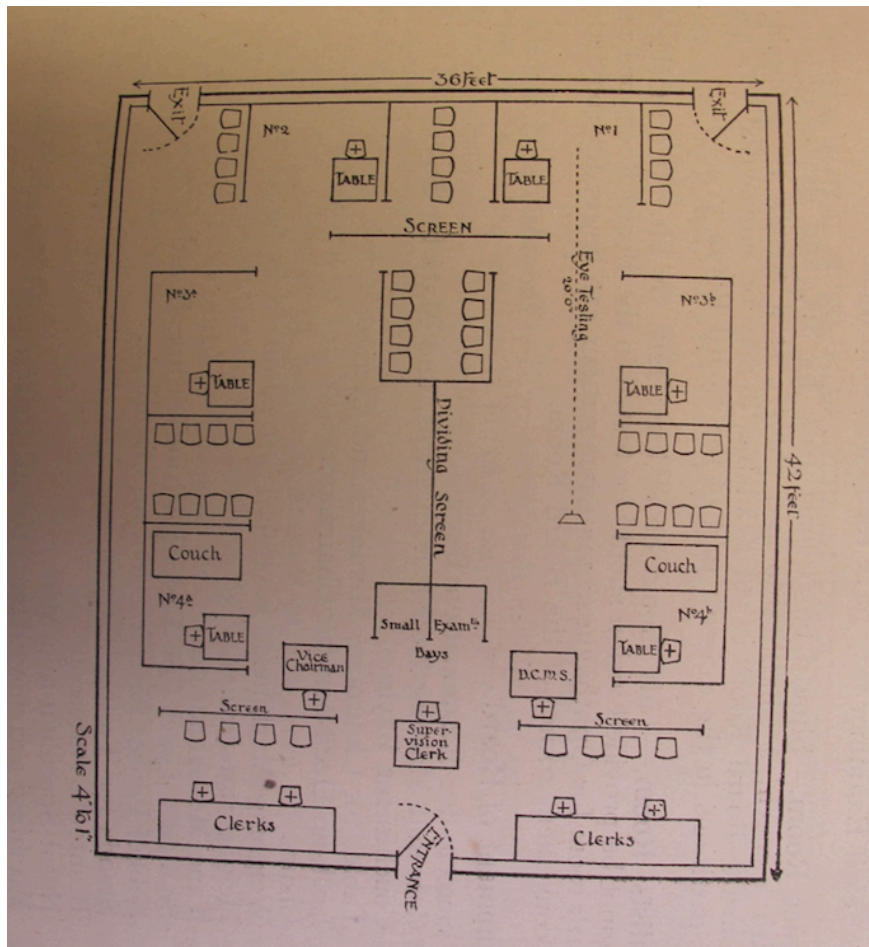 36 feet
Exit
Exit
No 2
No 1
TABLE
TABLE
SCREEN
Eye Testing
20'0"
No 3a
No 3b
TABLE
TABLE
Dividing Screen
42 feet
Couch
Couch
No 4a
No 4b
Small
Exam
Bays
TABLE
TABLE
Vice
Chairman
D.C.M.S.
Screen
Screen
Super-
vision
Clerk
Scale 4' to 1".
Clerks
Clerks
ENTRANCE